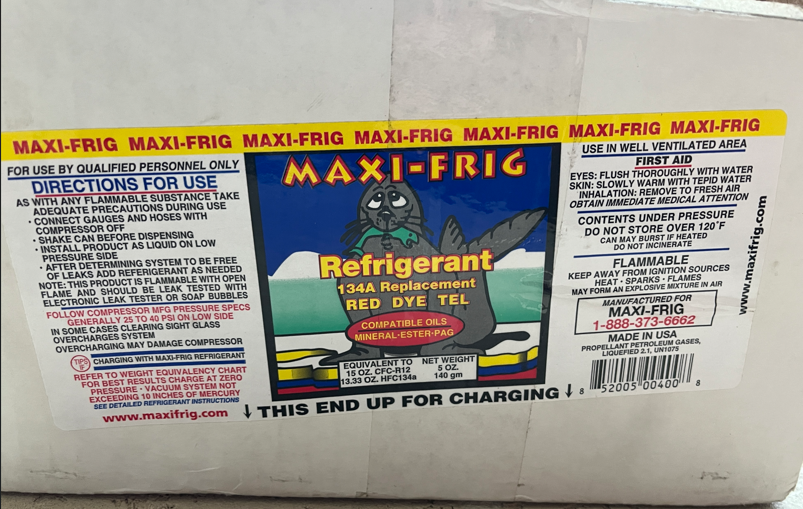 MAXI-FRIG MAXI-FRIG MAXI-FRIG MAXI-FRIG MAXI-FRIG MAXI-FRIG MAXI-FRIG
FOR USE BY QUALIFIED PERSONNEL ONLY
DIRECTIONS FOR USE
AS WITH ANY FLAMMABLE SUBSTANCE TAKE
ADEQUATE PRECAUTIONS DURING USE
· CONNECT GAUGES AND HOSES WITH
COMPRESSOR OFF
· SHAKE CAN BEFORE DISPENSING
· INSTALL PRODUCT AS LIQUID ON LOW
PRESSURE SIDE
· AFTER DETERMINING SYSTEM TO BE FREE
OF LEAKS ADD REFRIGERANT AS NEEDED
NOTE: THIS PRODUCT IS FLAMMABLE WITH OPEN
FLAME AND SHOULD BE LEAK TESTED WITH
ELECTRONIC LEAK TESTER OR SOAP BUBBLES
FOLLOW COMPRESSOR MFG PRESSURE SPECS
GENERALLY 25 TO 40 PSI ON LOW SIDE
IN SOME CASES CLEARING SIGHT GLASS
OVERCHARGES SYSTEM
OVERCHARGING MAY DAMAGE COMPRESSOR
TIPS
CHARGING WITH MAXI-FRIG REFRIGERANT
REFER TO WEIGHT EQUIVALENCY CHART
FOR BEST RESULTS CHARGE AT ZERO
PRESSURE · VACUUM SYSTEM NOT
EXCEEDING 10 INCHES OF MERCURY
SEE DETAILED REFRIGERANT INSTRUCTIONS
www.maxifrig.com
MAXI-FRIG
Refrigerant
134A Replacement
RED DYE TEL
COMPATIBLE OILS
MINERAL·ESTER·PAG
EQUIVALENT TO
15 OZ. CFC-R12
13.33 OZ. HFC134a
NET WEIGHT
5 OZ.
140 gm
↓ THIS END UP FOR CHARGING ↓
USE IN WELL VENTILATED AREA
FIRST AID
EYES: FLUSH THOROUGHLY WITH WATER
SKIN: SLOWLY WARM WITH TEPID WATER
INHALATION: REMOVE TO FRESH AIR
OBTAIN IMMEDIATE MEDICAL ATTENTION
CONTENTS UNDER PRESSURE
DO NOT STORE OVER 120°F
CAN MAY BURST IF HEATED
DO NOT INCINERATE
FLAMMABLE
KEEP AWAY FROM IGNITION SOURCES
HEAT · SPARKS · FLAMES
MAY FORM AN EXPLOSIVE MIXTURE IN AIR
MANUFACTURED FOR
MAXI-FRIG
1-888-373-6662
MADE IN USA
PROPELLANT PETROLEUM GASES,
LIQUEFIED 2.1, UN1075
8 52005 00400 8
www.maxifrig.com